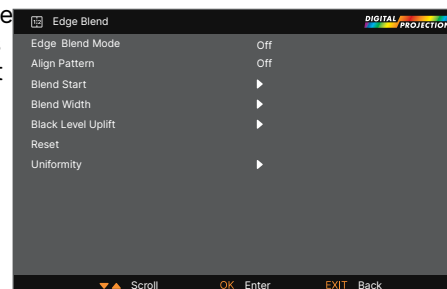 Edge Blend
DIGITAL PROJECTION
Edge Blend Mode Off
Align Pattern Off
Blend Start
Blend Width
Black Level Uplift
Reset
Uniformity
Scroll OK Enter EXIT Back